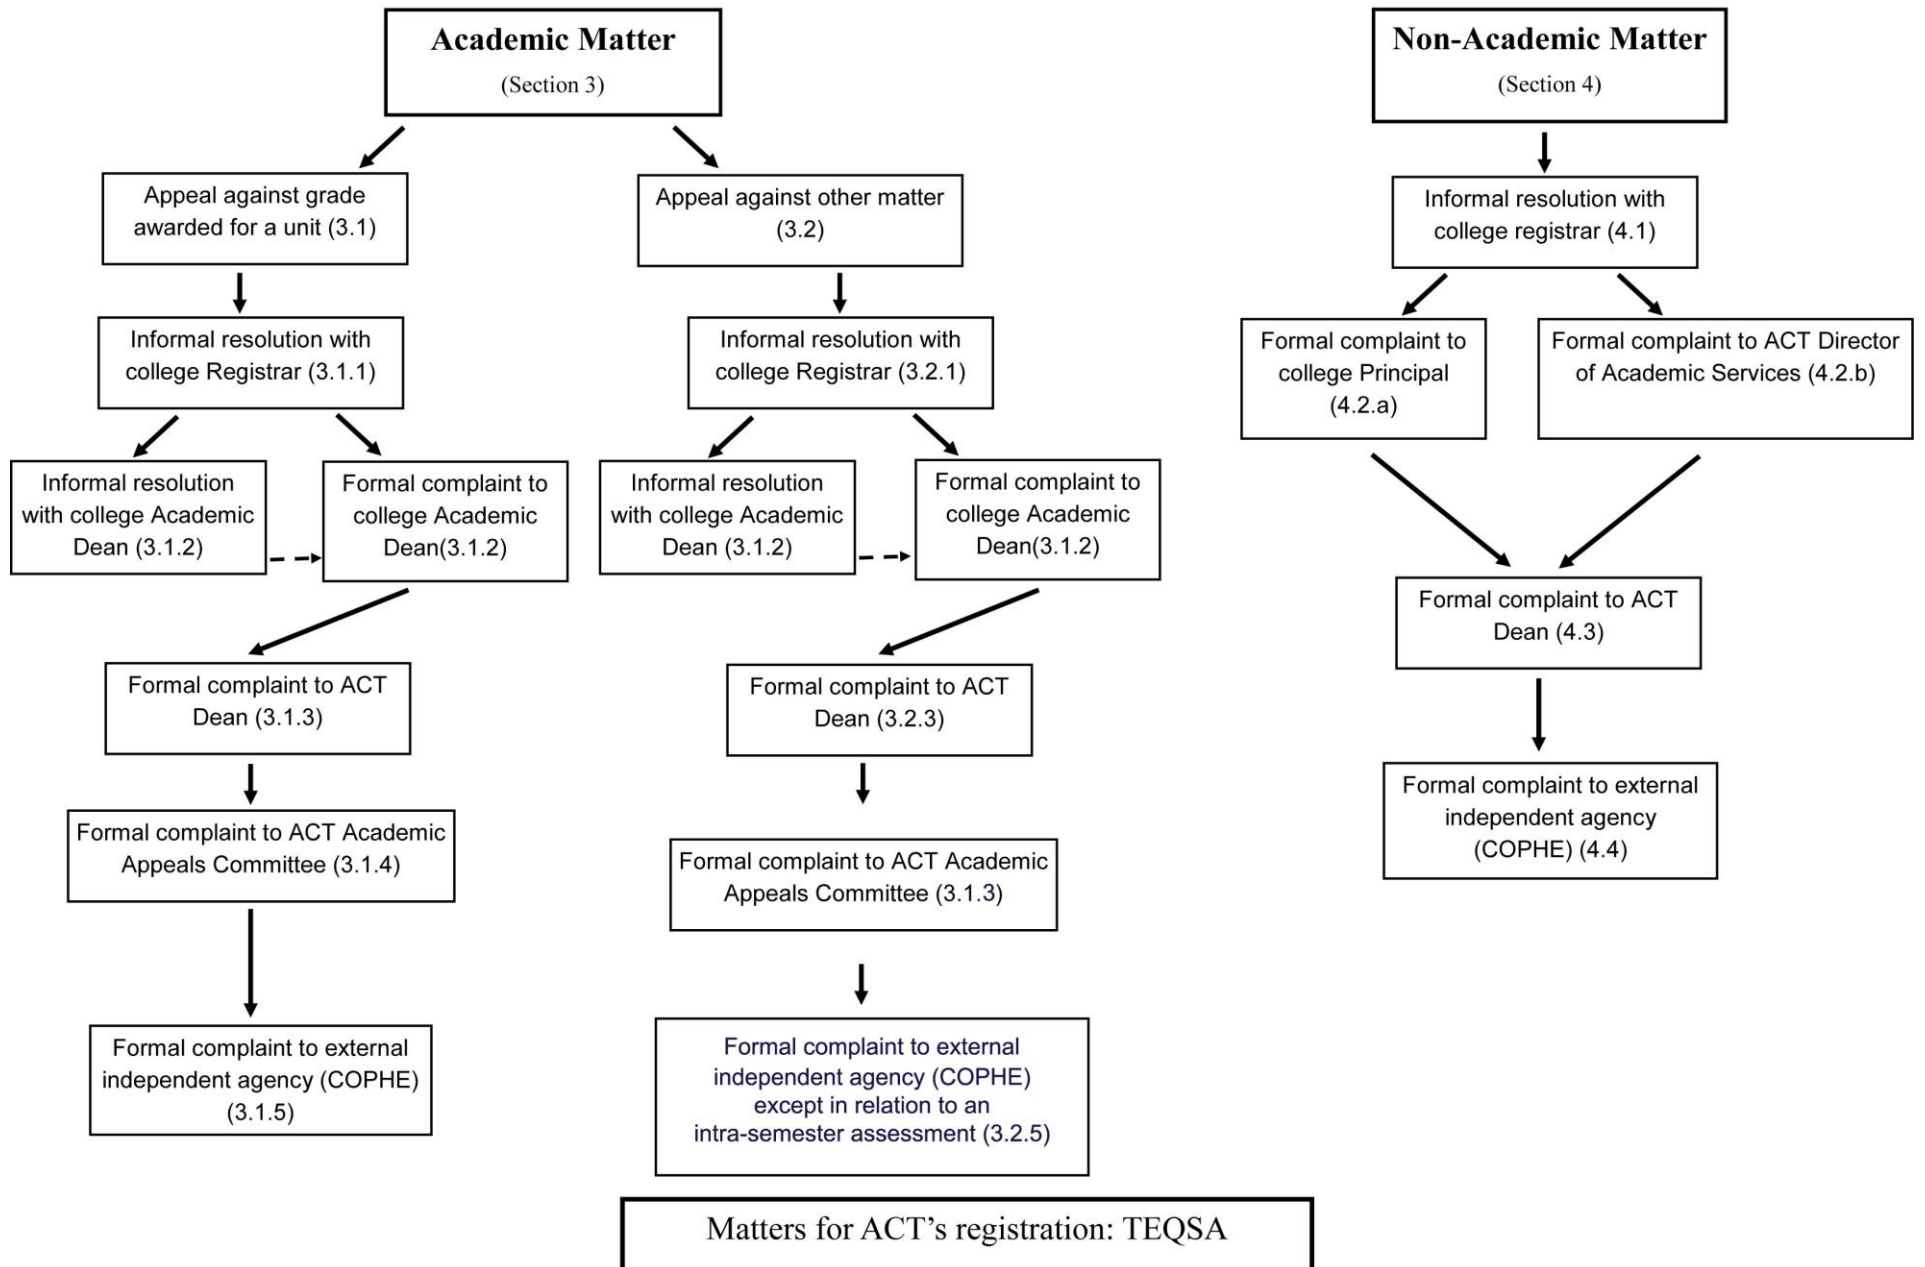 Academic Matter
(Section 3)
Non-Academic Matter
(Section 4)
Appeal against grade
awarded for a unit (3.1)
Appeal against other matter
(3.2)
Informal resolution with
college registrar (4.1)
Informal resolution with
college Registrar (3.1.1)
Informal resolution with
college Registrar (3.2.1)
Formal complaint to
college Principal
(4.2.a)
Formal complaint to ACT Director
of Academic Services (4.2.b)
Informal resolution
with college Academic
Dean (3.1.2)
Formal complaint to
college Academic
Dean(3.1.2)
Informal resolution
with college Academic
Dean (3.1.2)
Formal complaint to
college Academic
Dean(3.1.2)
Formal complaint to ACT
Dean (4.3)
Formal complaint to ACT
Dean (3.1.3)
Formal complaint to ACT
Dean (3.2.3)
Formal complaint to external
independent agency
(COPHE) (4.4)
Formal complaint to ACT Academic
Appeals Committee (3.1.4)
Formal complaint to ACT Academic
Appeals Committee (3.1.3)
Formal complaint to external
independent agency (COPHE)
(3.1.5)
Formal complaint to external
independent agency (COPHE)
except in relation to an
intra-semester assessment (3.2.5)
Matters for ACT’s registration: TEQSA